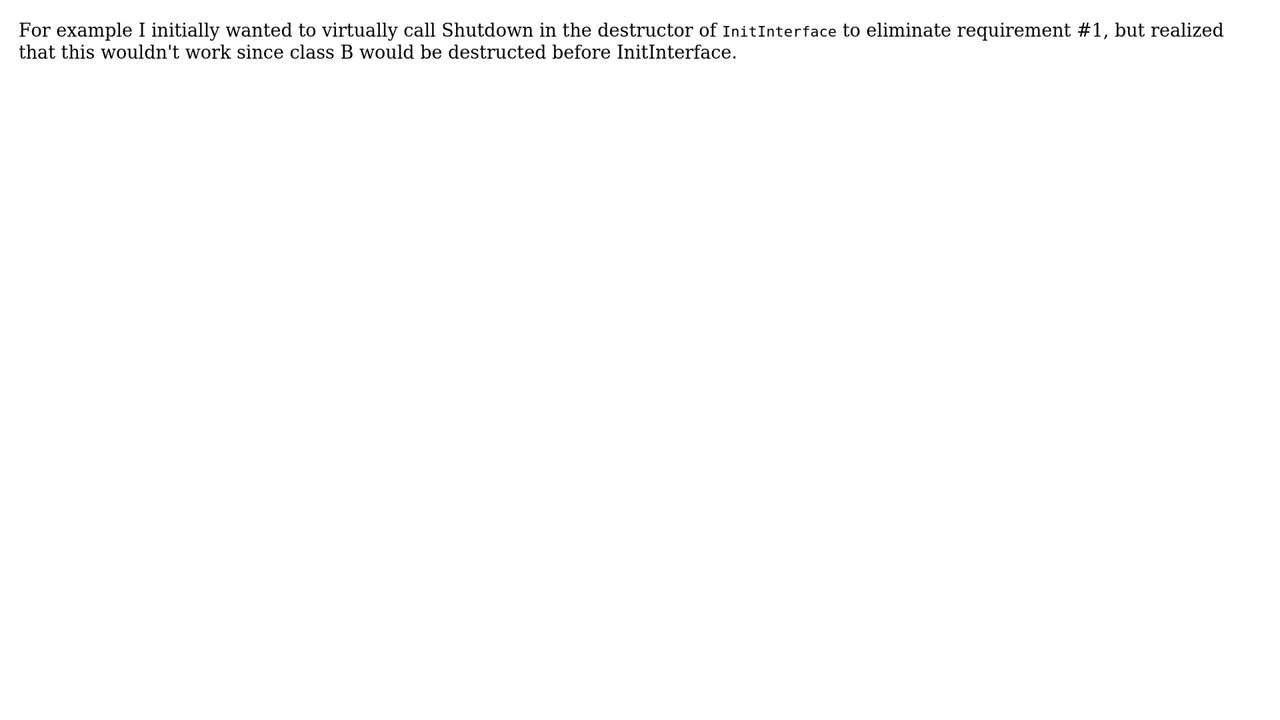 For example I initially wanted to virtually call Shutdown in the destructor of InitInterface to eliminate requirement #1, but realized
that this wouldn't work since class B would be destructed before InitInterface.